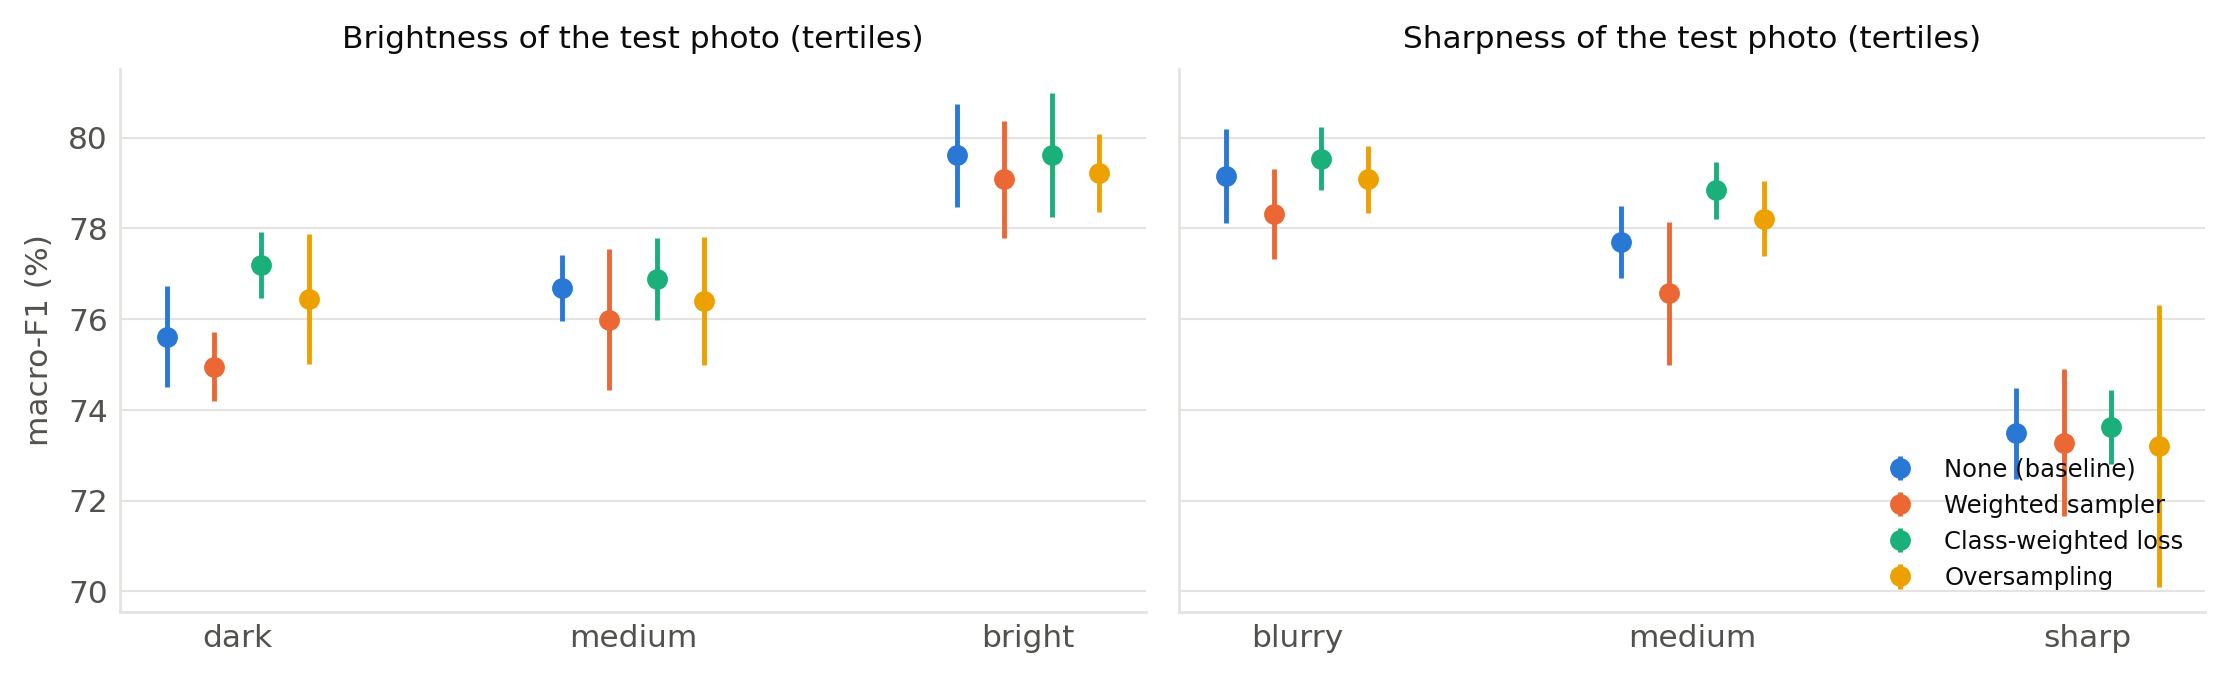 Brightness of the test photo (tertiles)
Sharpness of the test photo (tertiles)
macro-F1 (%)
80
78
76
74
72
70
dark medium bright
blurry medium sharp
None (baseline)
Weighted sampler
Class-weighted loss
Oversampling